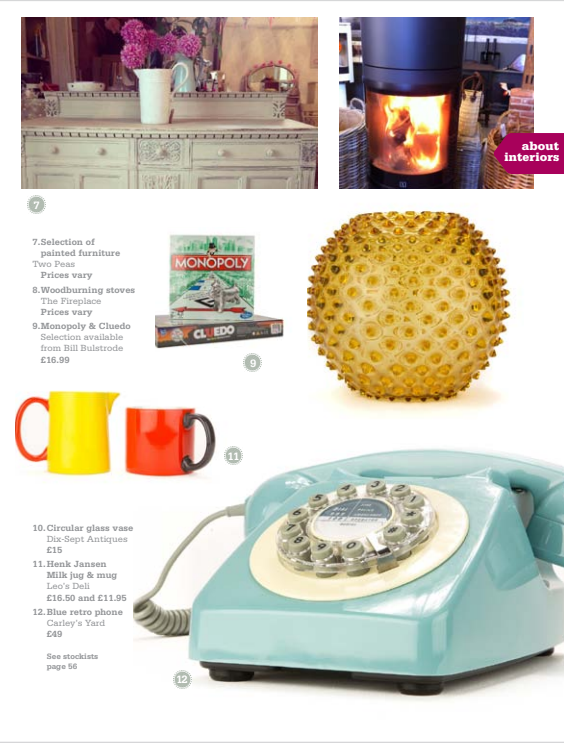 about
interiors
7
7.Selection of
painted furniture
Two Peas
Prices vary
8.Woodburning stoves
The Fireplace
Prices vary
9.Monopoly & Cluedo
Selection available
from Bill Bulstrode
£16.99
MONOPOLY
CLUEDO
9
11
10.Circular glass vase
Dix-Sept Antiques
£15
11.Henk Jansen
Milk jug & mug
Leo's Deli
£16.50 and £11.95
12.Blue retro phone
Carley's Yard
£49
See stockists
page 56
12